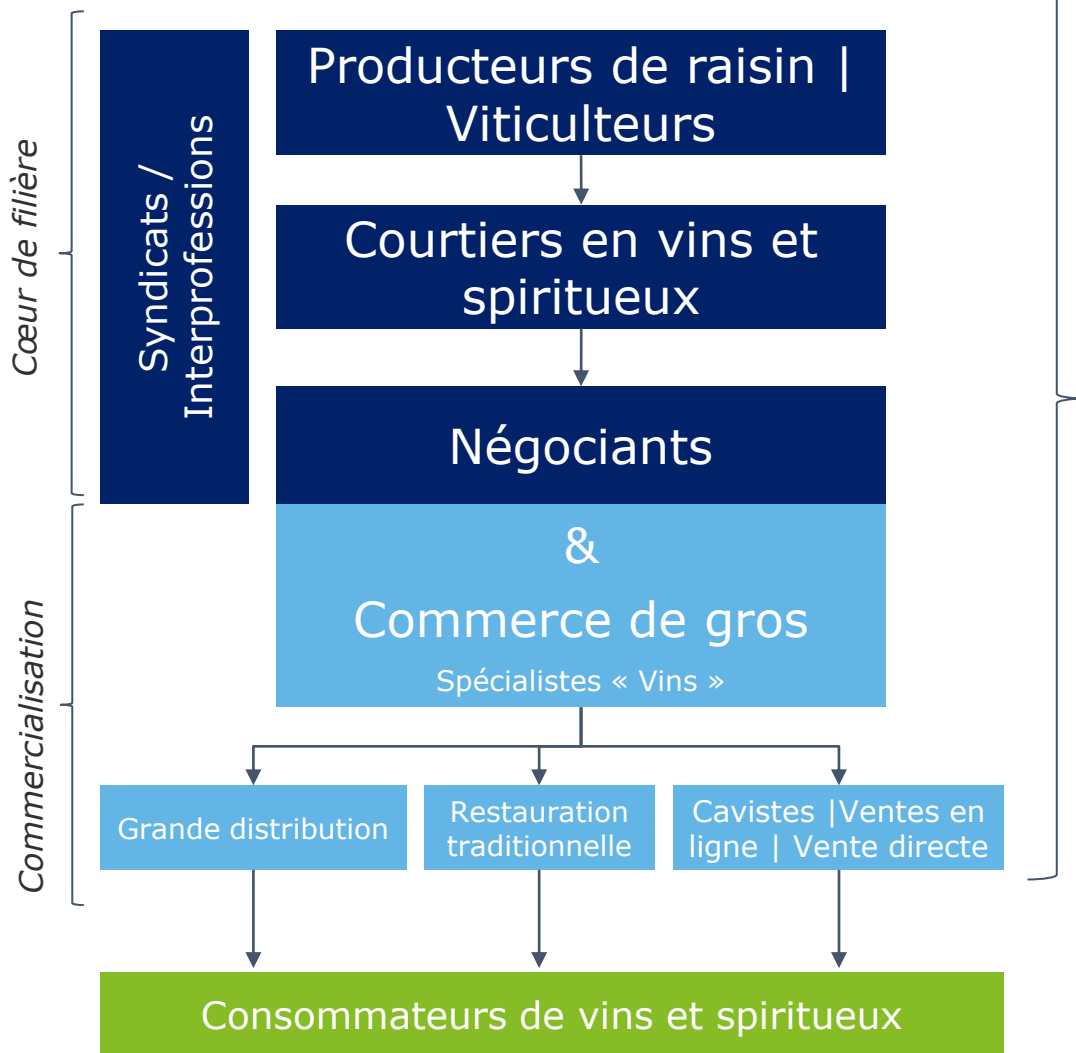 Cœur de filière
Syndicats /
Interprofessions
Producteurs de raisin |
Viticulteurs
Courtiers en vins et
spiritueux
Négociants
&
Commerce de gros
Spécialistes « Vins »
Commercialisation
Grande distribution
Restauration
traditionnelle
Cavistes |Ventes en
ligne | Vente directe
Consommateurs de vins et spiritueux